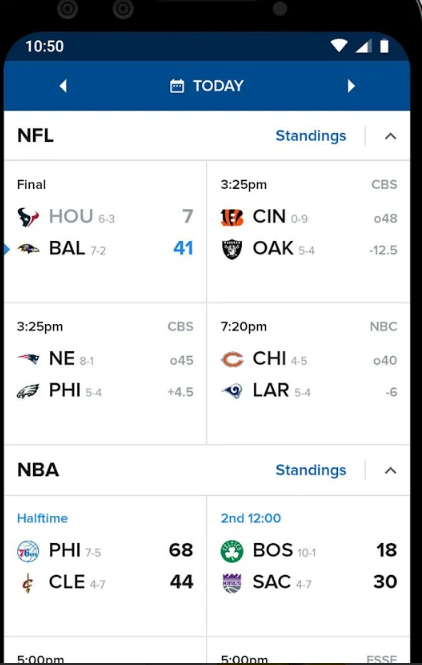 10:50
TODAY
NFL Standings
Final
HOU 6-3 7
BAL 7-2 41
3:25pm CBS
CIN 0-9 o48
OAK 5-4 -12.5
3:25pm CBS
NE 8-1 o45
PHI 5-4 +4.5
7:20pm NBC
CHI 4-5 o40
LAR 5-4 -6
NBA Standings
Halftime
PHI 7-5 68
CLE 4-7 44
2nd 12:00
BOS 10-1 18
SAC 4-7 30
5:00pm
5:00pm